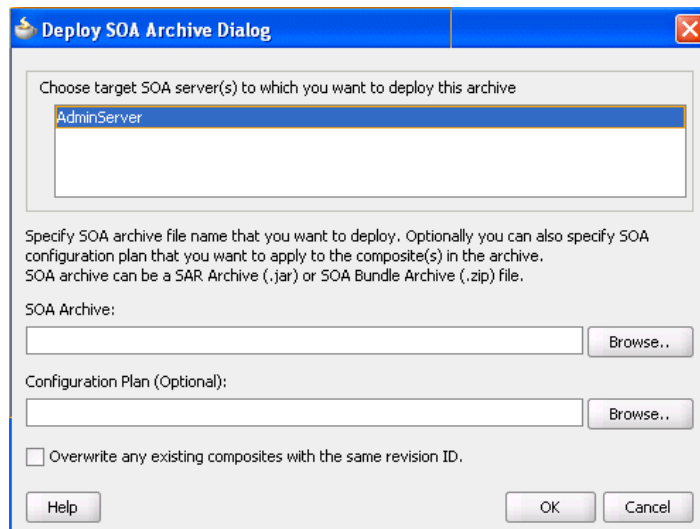 Deploy SOA Archive Dialog
Choose target SOA server(s) to which you want to deploy this archive
AdminServer
Specify SOA archive file name that you want to deploy. Optionally you can also specify SOA
configuration plan that you want to apply to the composite(s) in the archive.
SOA archive can be a SAR Archive (.jar) or SOA Bundle Archive (.zip) file.
SOA Archive:
Browse..
Configuration Plan (Optional):
Browse..
Overwrite any existing composites with the same revision ID.
Help
OK
Cancel